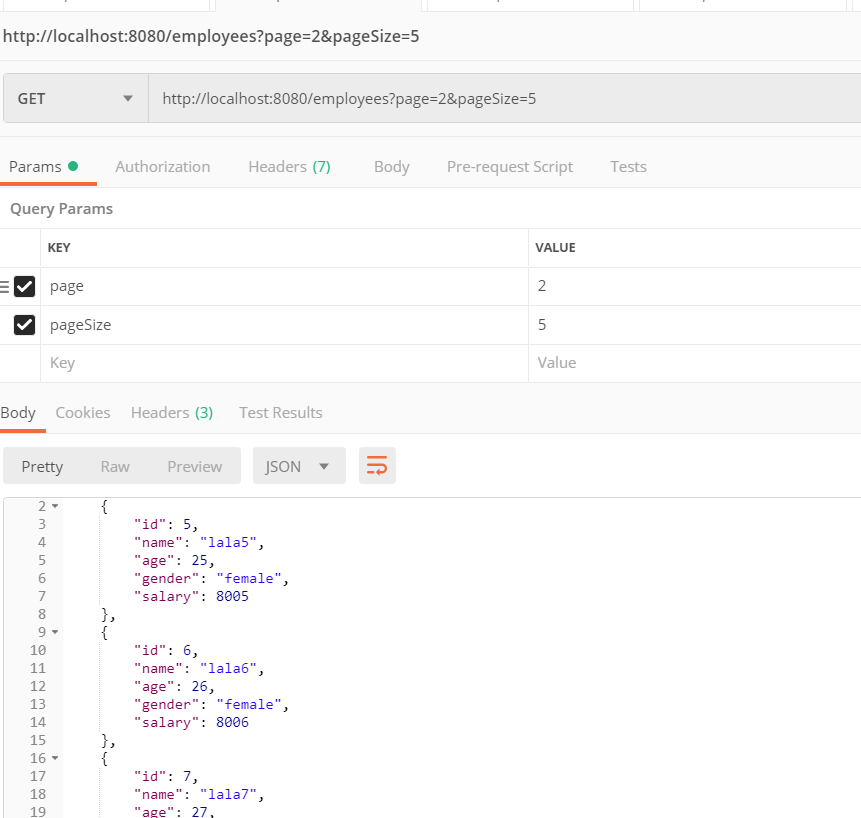 http://localhost:8080/employees?page=2&pageSize=5
GET http://localhost:8080/employees?page=2&pageSize=5
Params Authorization Headers (7) Body Pre-request Script Tests
Query Params
KEY VALUE
page 2
pageSize 5
Key Value
Body Cookies Headers (3) Test Results
Pretty Raw Preview JSON
2 {
3 "id": 5,
4 "name": "lala5",
5 "age": 25,
6 "gender": "female",
7 "salary": 8005
8 },
9 {
10 "id": 6,
11 "name": "lala6",
12 "age": 26,
13 "gender": "female",
14 "salary": 8006
15 },
16 {
17 "id": 7,
18 "name": "lala7",
19 "age": 27,